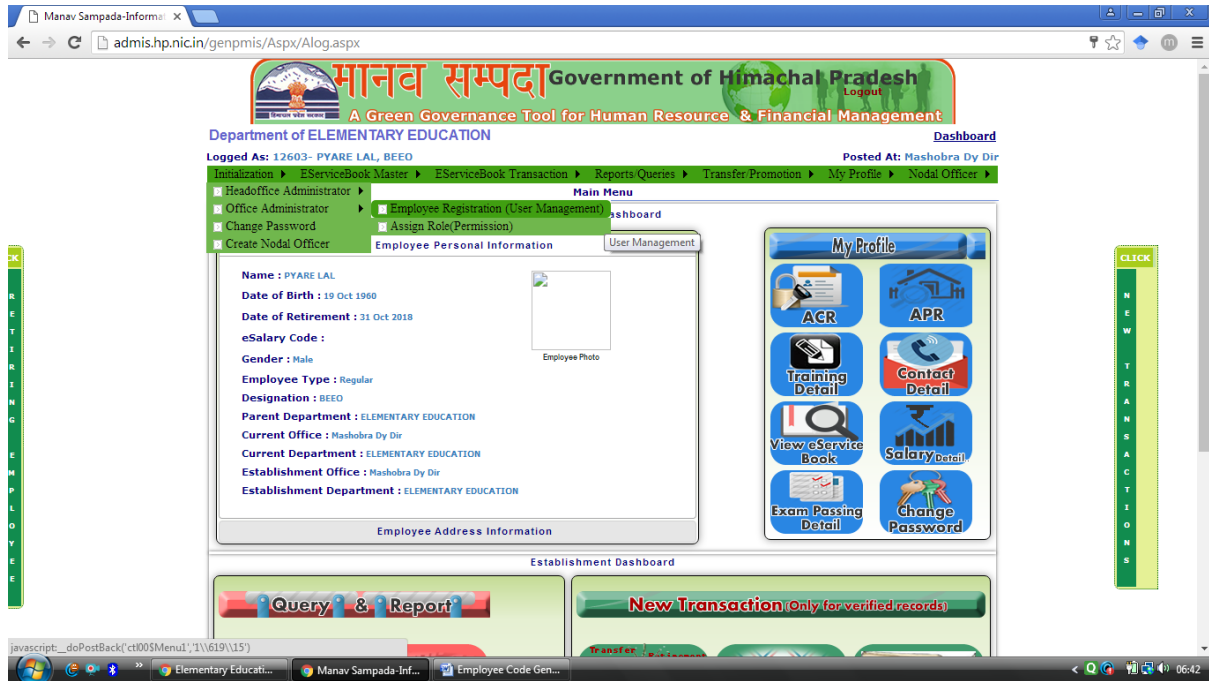 Manav Sampada-Informat
admis.hp.nic.in/genpmis/Aspx/Alog.aspx
मानव सम्पदा Government of Himachal Pradesh
Logout
A Green Governance Tool for Human Resource & Financial Management
Department of ELEMENTARY EDUCATION Dashboard
Logged As: 12603- PYARE LAL, BEEO Posted At: Mashobra Dy Dir
Initialization EServiceBook Master EServiceBook Transaction Reports/Queries Transfer/Promotion My Profile Nodal Officer
Headoffice Administrator Main Menu
Office Administrator Employee Registration (User Management) ashboard
Change Password Assign Role(Permission)
Create Nodal Officer Employee Personal Information User Management
Name : PYARE LAL
Date of Birth : 19 Oct 1960
Date of Retirement : 31 Oct 2018
eSalary Code :
Gender : Male
Employee Type : Regular
Designation : BEEO
Parent Department : ELEMENTARY EDUCATION
Current Office : Mashobra Dy Dir
Current Department : ELEMENTARY EDUCATION
Establishment Office : Mashobra Dy Dir
Establishment Department : ELEMENTARY EDUCATION
Employee Photo
Employee Address Information
My Profile
ACR APR
Training Detail Contact Detail
View eService Book Salary Detail
Exam Passing Detail Change Password
CK
RETIRING EMPLOYEE
CLICK
NEW TRANSACTIONS
Establishment Dashboard
Query & Report
New Transaction (Only for verified records)
Transfer
javascript:__doPostBack('ctl00$Menu1','1\\619\\15')
Elementary Educati... Manav Sampada-Inf... Employee Code Gen... 06:42